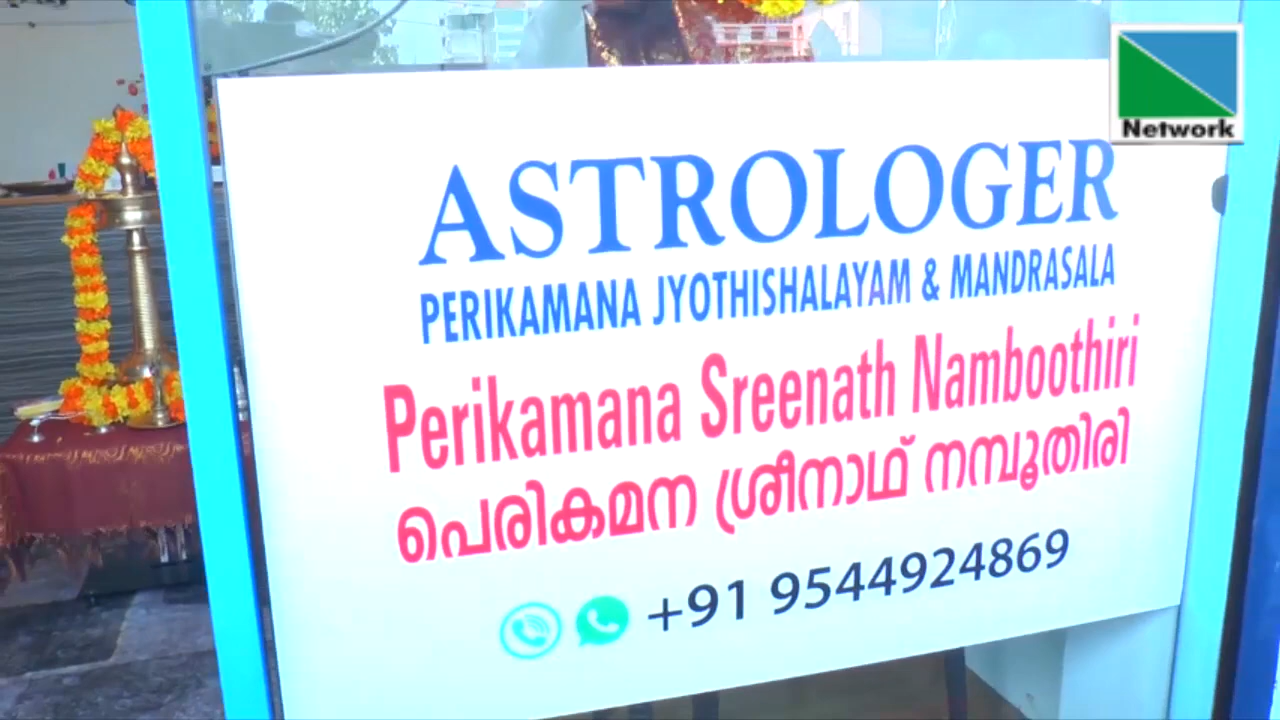 Network
ASTROLOGER
PERIKAMANA JYOTHISHALAYAM & MANDRASALA
Perikamana Sreenath Namboothiri
പെരികമന ശ്രീനാഥ് നമ്പൂതിരി
+91 9544924869